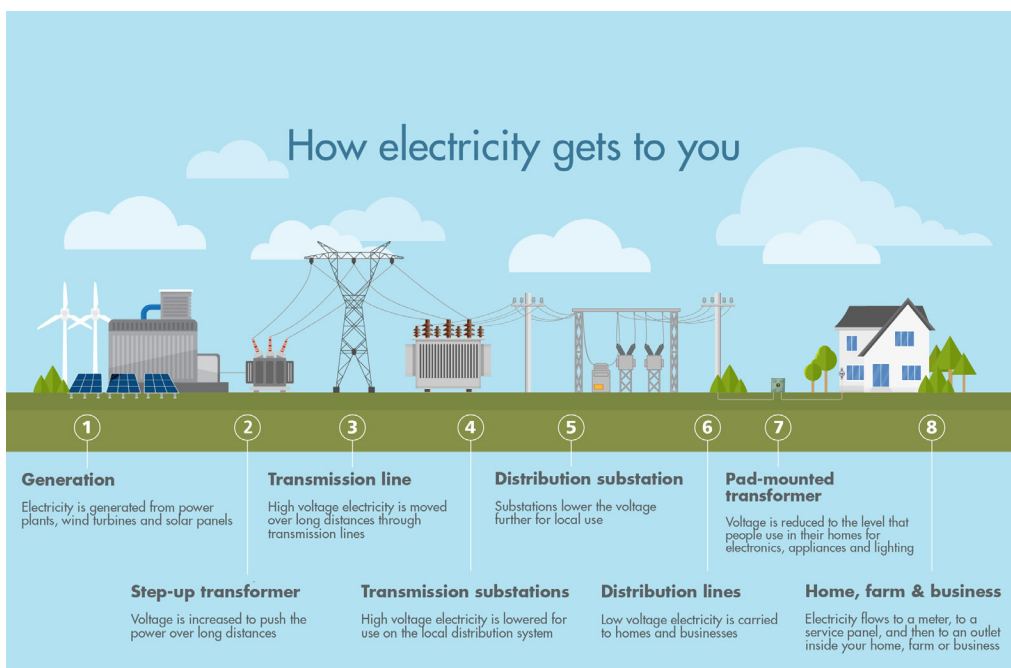 How electricity gets to you
1
2
3
4
5
6
7
8
Generation
Electricity is generated from power
plants, wind turbines and solar panels
Step-up transformer
Voltage is increased to push the
power over long distances
Transmission line
High voltage electricity is moved
over long distances through
transmission lines
Transmission substations
High voltage electricity is lowered for
use on the local distribution system
Distribution substation
Substations lower the voltage
further for local use
Distribution lines
Low voltage electricity is carried
to homes and businesses
Pad-mounted
transformer
Voltage is reduced to the level that
people use in their homes for
electronics, appliances and lighting
Home, farm & business
Electricity flows to a meter, to a
service panel, and then to an outlet
inside your home, farm or business